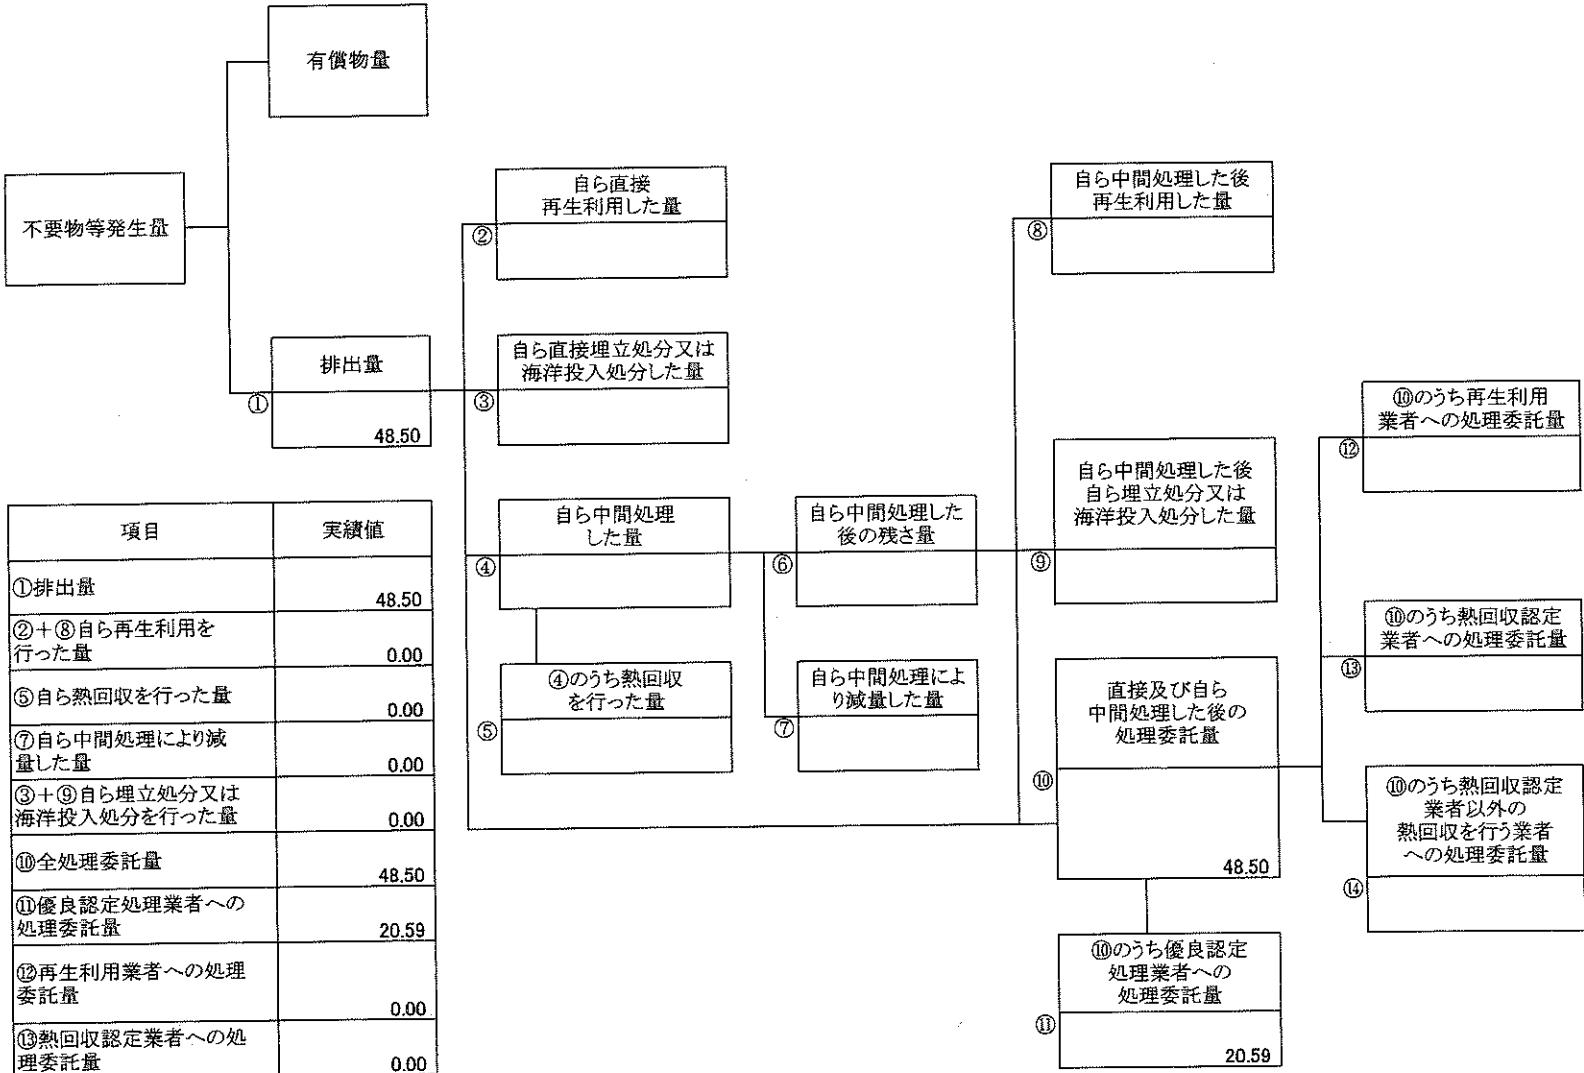 有償物量
不要物等発生量
排出量
①
48.50
自ら直接
再生利用した量
②
自ら直接埋立処分又は
海洋投入処分した量
③
自ら中間処理
した量
④
④のうち熱回収
を行った量
⑤
自ら中間処理した
後の残さ量
⑥
自ら中間処理によ
り減量した量
⑦
自ら中間処理した後
再生利用した量
⑧
自ら中間処理した後
自ら埋立処分又は
海洋投入処分した量
⑨
直接及び自ら
中間処理した後の
処理委託量
⑩
48.50
⑩のうち優良認定
処理業者への
処理委託量
⑪
20.59
⑩のうち再生利用
業者への処理委託量
⑫
⑩のうち熱回収認定
業者への処理委託量
⑬
⑩のうち熱回収認定
業者以外の
熱回収を行う業者
への処理委託量
⑭
項目 実績値
①排出量
48.50
②+⑧自ら再生利用を
行った量 0.00
⑤自ら熱回収を行った量
0.00
⑦自ら中間処理により減
量した量 0.00
③+⑨自ら埋立処分又は
海洋投入処分を行った量 0.00
⑩全処理委託量
48.50
⑪優良認定処理業者への
処理委託量 20.59
⑫再生利用業者への処理
委託量
0.00
⑬熱回収認定業者への処
理委託量 0.00